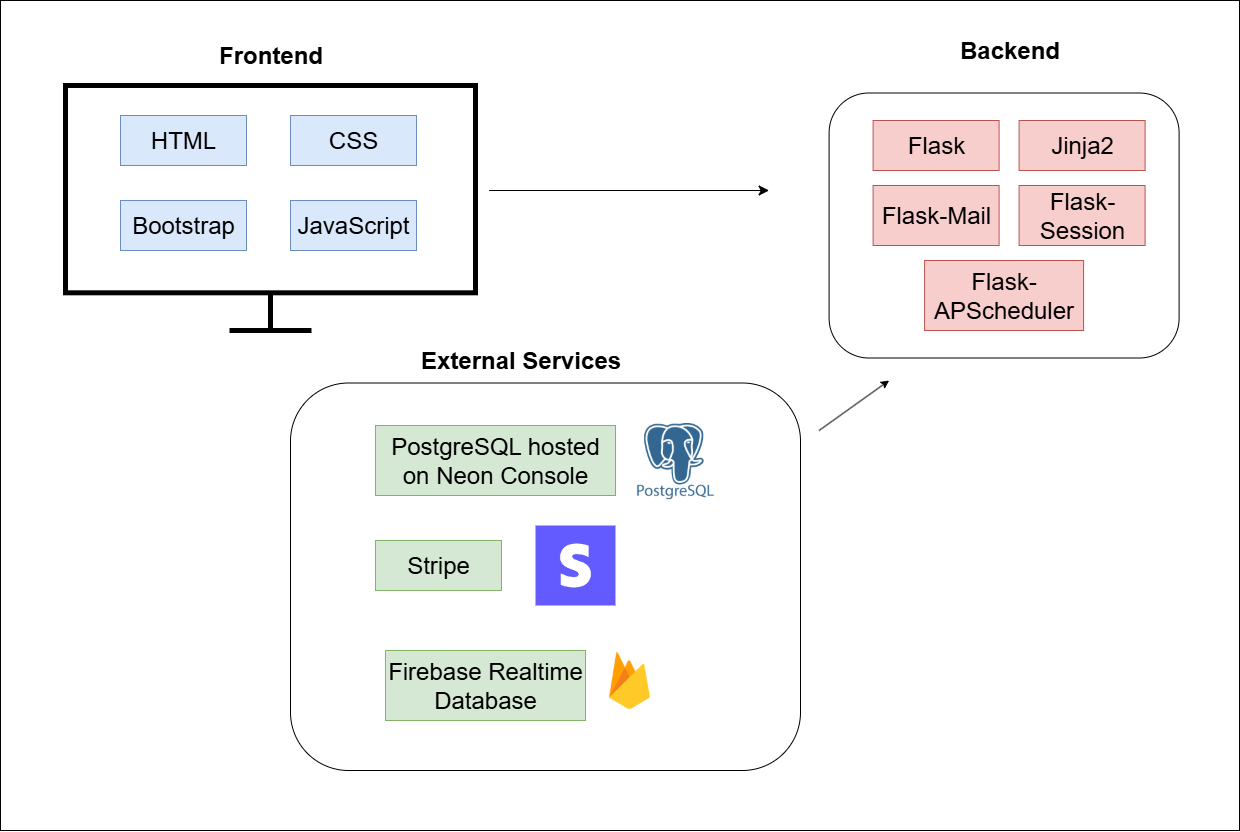 Frontend
HTML
CSS
Bootstrap
JavaScript
Backend
Flask
Jinja2
Flask-Mail
Flask-
Session
Flask-
APScheduler
External Services
PostgreSQL hosted
on Neon Console
PostgreSQL
Stripe
S
Firebase Realtime
Database